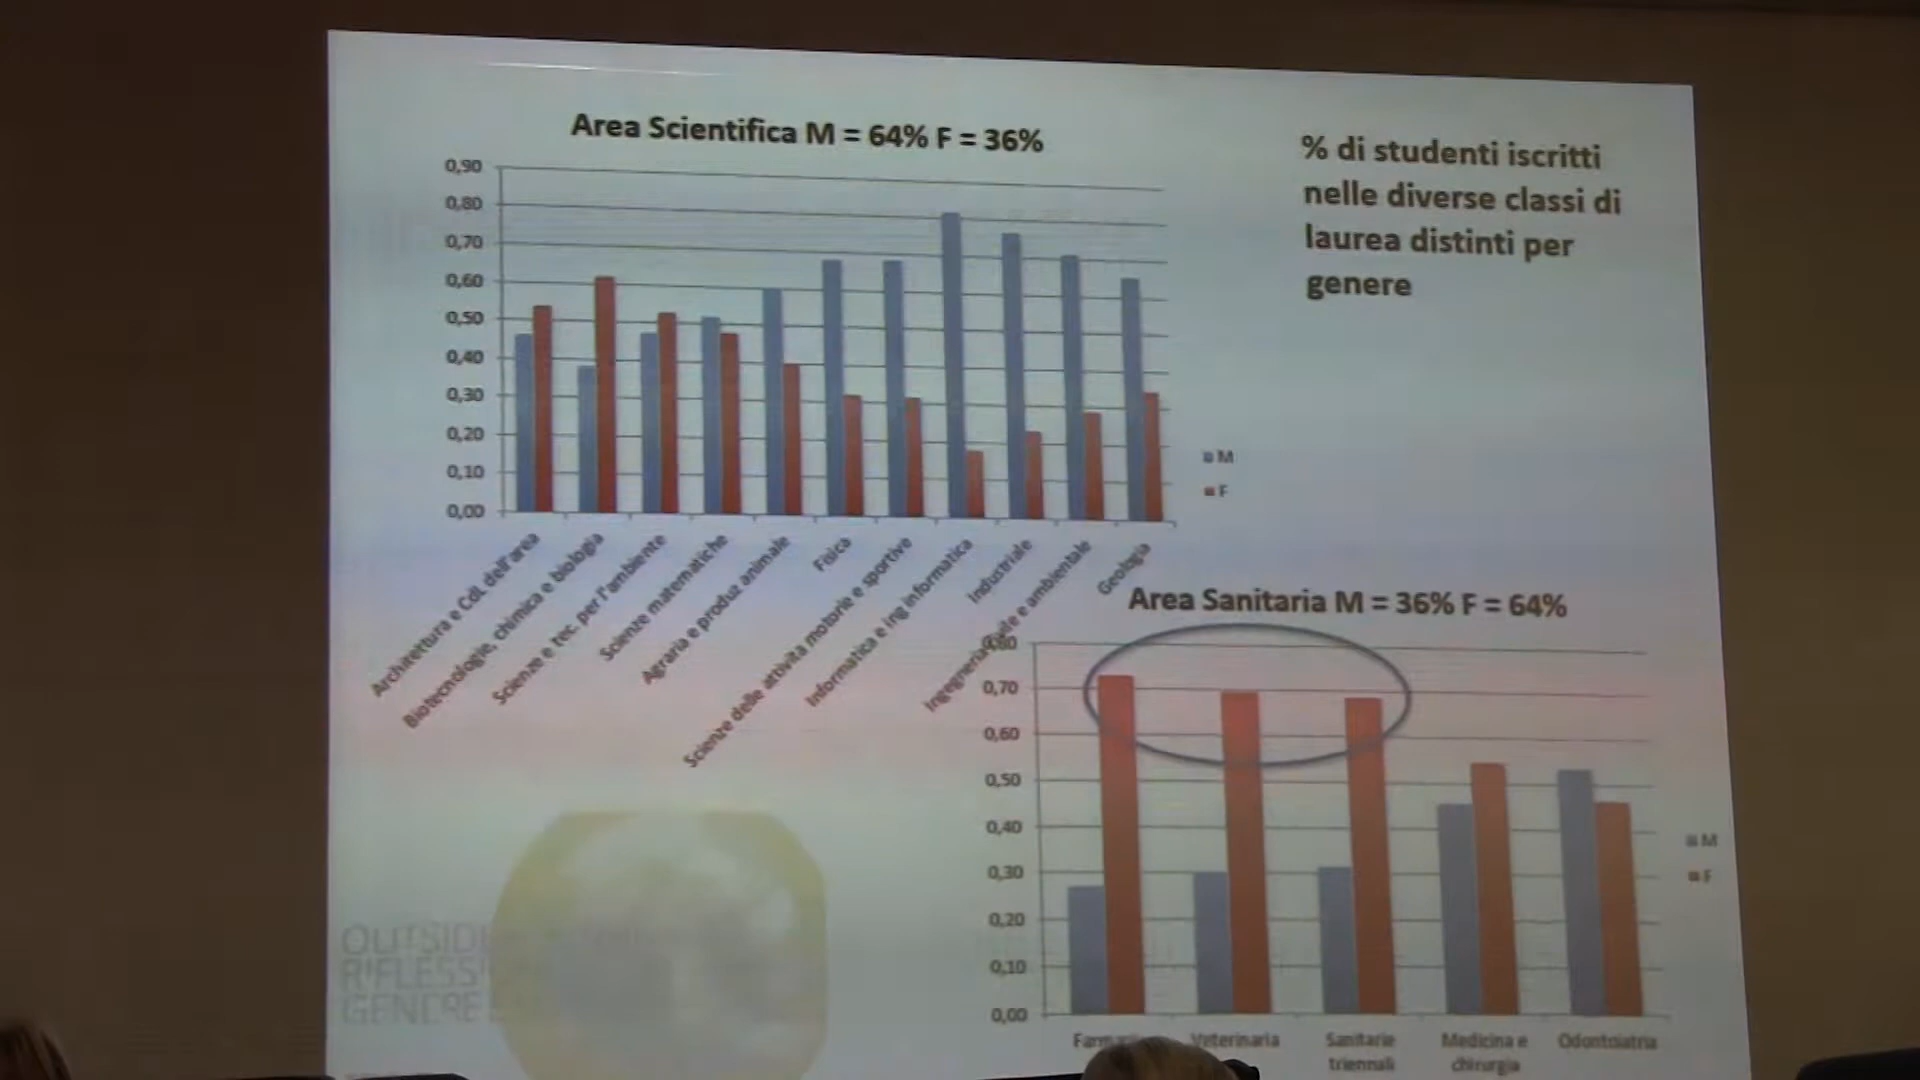 Area Scientifica M = 64% F = 36%
% di studenti iscritti
nelle diverse classi di
laurea distinti per
genere
0,90
0,80
0,70
0,60
0,50
0,40
0,30
0,20
0,10
0,00
M
F
Architettura e CdL dell'area
Biotecnologie, chimica e biologia
Scienze e tec. per l'ambiente
Scienze matematiche
Agraria e produz animale
Fisica
Scienze delle attività motorie e sportive
Informatica e ing informatica
Industriale
Ingegneria civile e ambientale
Geologia
Area Sanitaria M = 36% F = 64%
0,80
0,70
0,60
0,50
0,40
0,30
0,20
0,10
0,00
M
F
Veterinaria
Sanitarie
triennali
Medicina e
chirurgia
Odontoiatria
GENERE